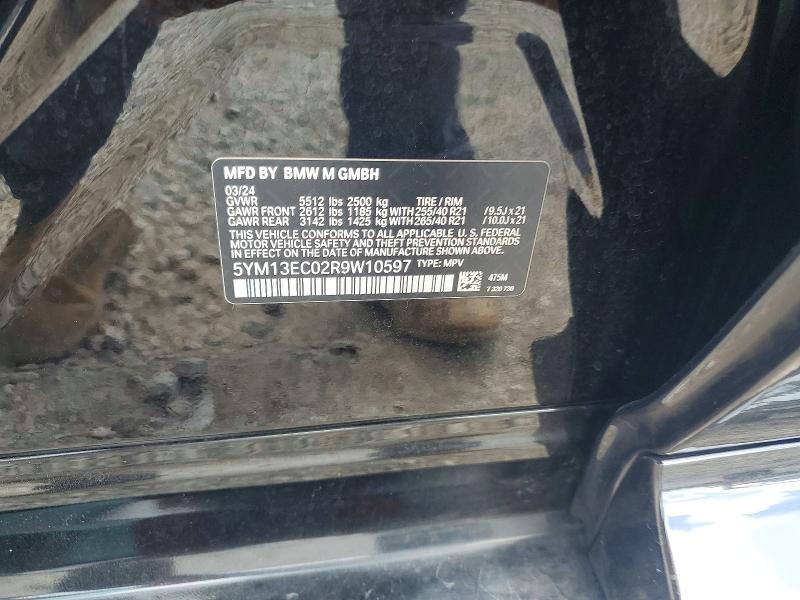 MFD BY BMW M GMBH
03/24
GVWR 5512 lbs 2500 kg TIRE / RIM
GAWR FRONT 2612 lbs 1185 kg WITH 255/40 R21 / 9.5J x 21
GAWR REAR 3142 lbs 1425 kg WITH 265/40 R21 / 10.0J x 21
THIS VEHICLE CONFORMS TO ALL APPLICABLE U. S. FEDERAL
MOTOR VEHICLE SAFETY AND THEFT PREVENTION STANDARDS
IN EFFECT ON THE DATE OF MANUFACTURE SHOWN ABOVE.
5YM13EC02R9W10597 TYPE: MPV
475M
7 320 730